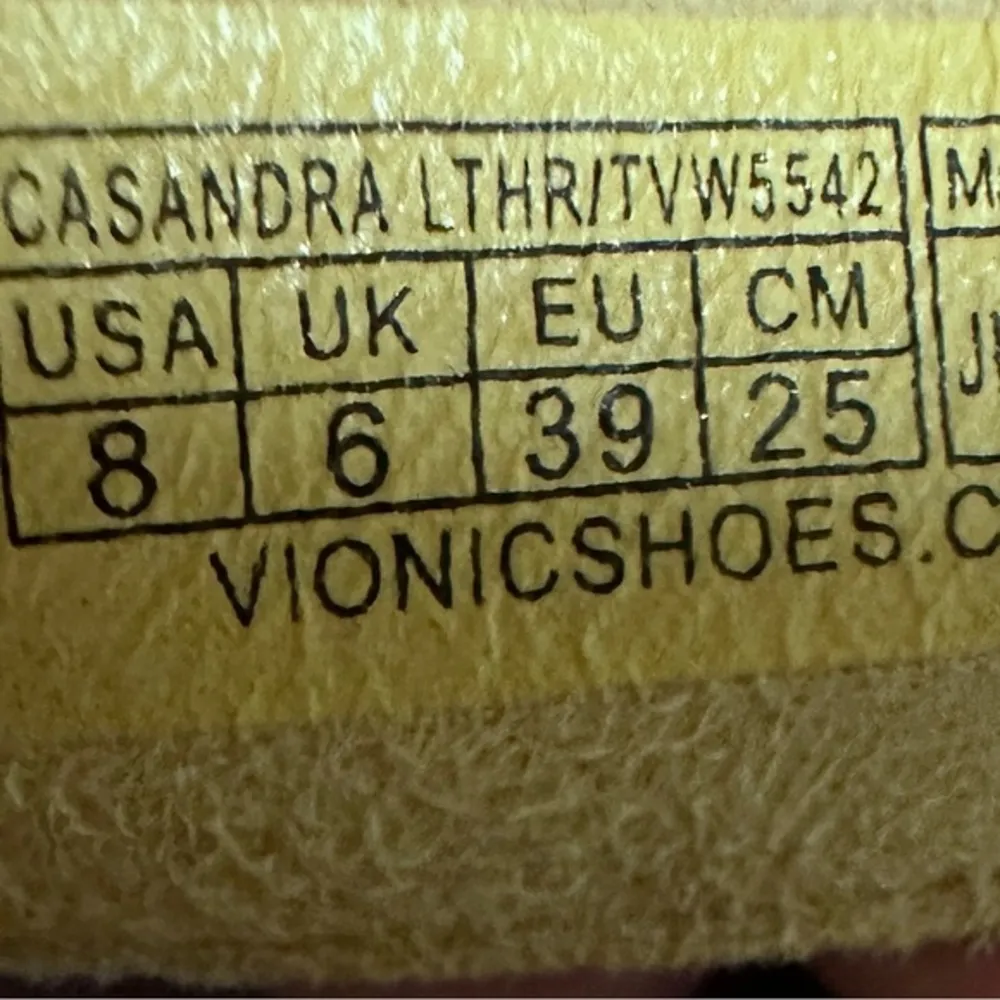 CASANDRA LTHR/TVW5542
USA UK EU CM
8 6 39 25
VIONICSHOES.C